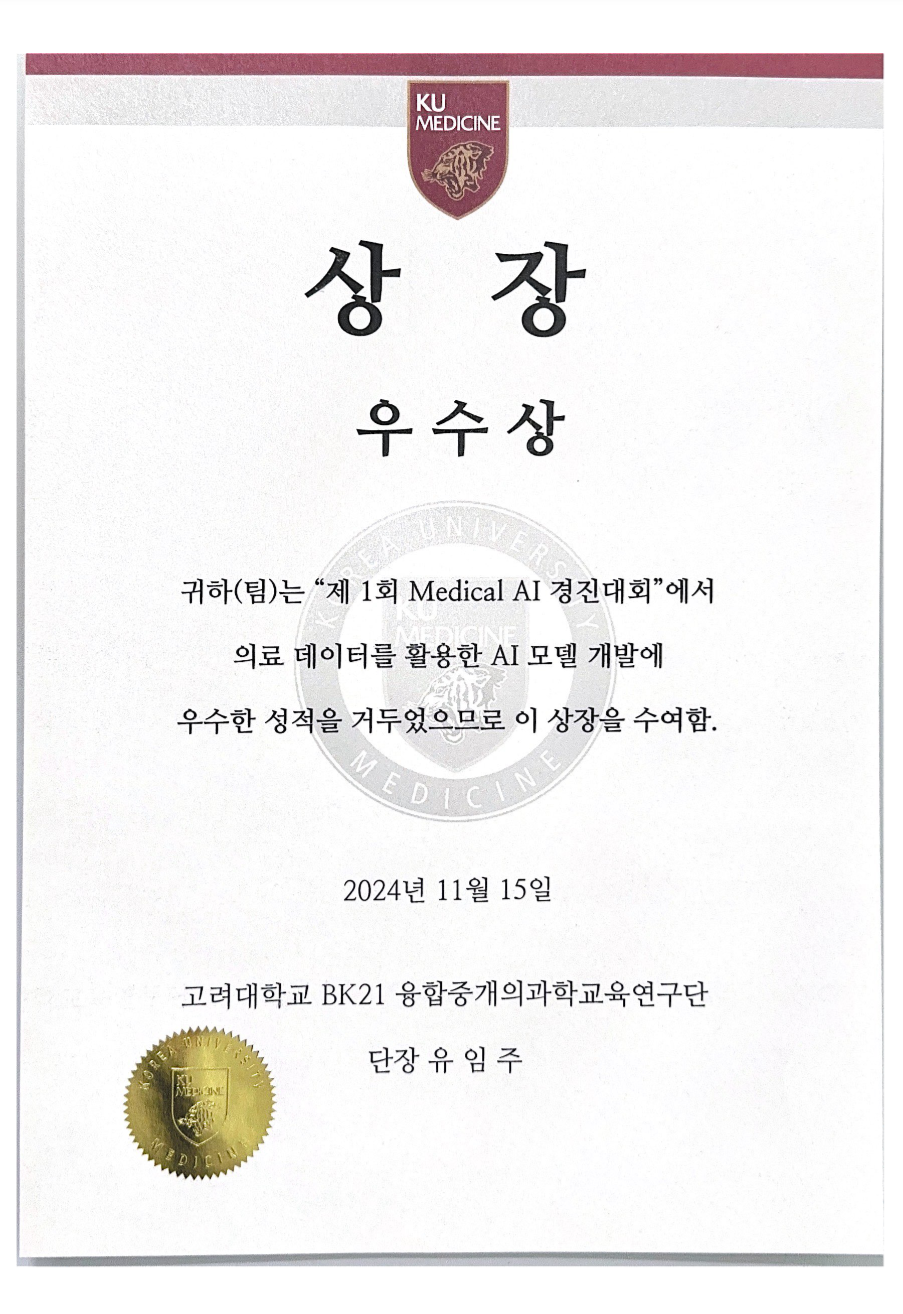 KU
MEDICINE
상 장
우수상
KOREA UNIVERSITY
KU
MEDICINE
MEDICINE
귀하(팀)는 “제 1회 Medical AI 경진대회”에서
의료 데이터를 활용한 AI 모델 개발에
우수한 성적을 거두었으므로 이 상장을 수여함.
2024년 11월 15일
고려대학교 BK21 융합중개의과학교육연구단
단장 유 임 주
KOREA UNIVERSITY
KU
MEDICINE
MEDICINE